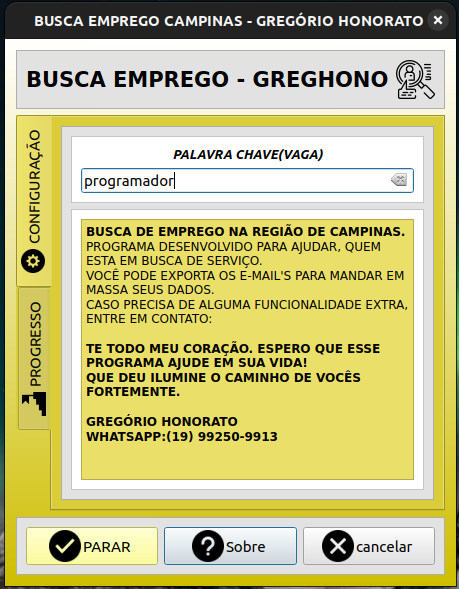 BUSCA EMPREGO CAMPINAS - GREGÓRIO HONORATO
BUSCA EMPREGO - GREGHONO
CONFIGURAÇÃO
PROGRESSO
PALAVRA CHAVE(VAGA)
programador
BUSCA DE EMPREGO NA REGIÃO DE CAMPINAS.
PROGRAMA DESENVOLVIDO PARA AJUDAR, QUEM
ESTA EM BUSCA DE SERVIÇO.
VOCÊ PODE EXPORTA OS E-MAIL'S PARA MANDAR EM
MASSA SEUS DADOS.
CASO PRECISA DE ALGUMA FUNCIONALIDADE EXTRA,
ENTRE EM CONTATO:
TE TODO MEU CORAÇÃO. ESPERO QUE ESSE
PROGRAMA AJUDE EM SUA VIDA!
QUE DEU ILUMINE O CAMINHO DE VOCÊS
FORTEMENTE.
GREGÓRIO HONORATO
WHATSAPP:(19) 99250-9913
PARAR
Sobre
cancelar